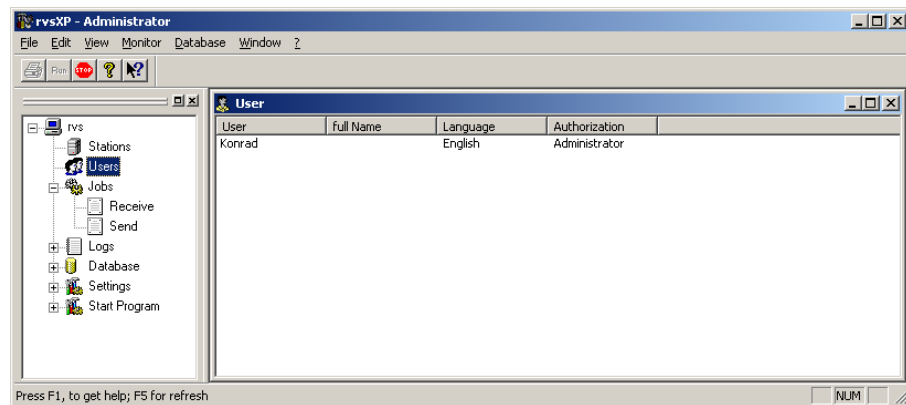 rvsXP - Administrator
File Edit View Monitor Database Window ?
Run STOP ? ?
User
rvs
Stations
Users
Jobs
Receive
Send
Logs
Database
Settings
Start Program
User full Name Language Authorization
Konrad English Administrator
Press F1, to get help; F5 for refresh
NUM